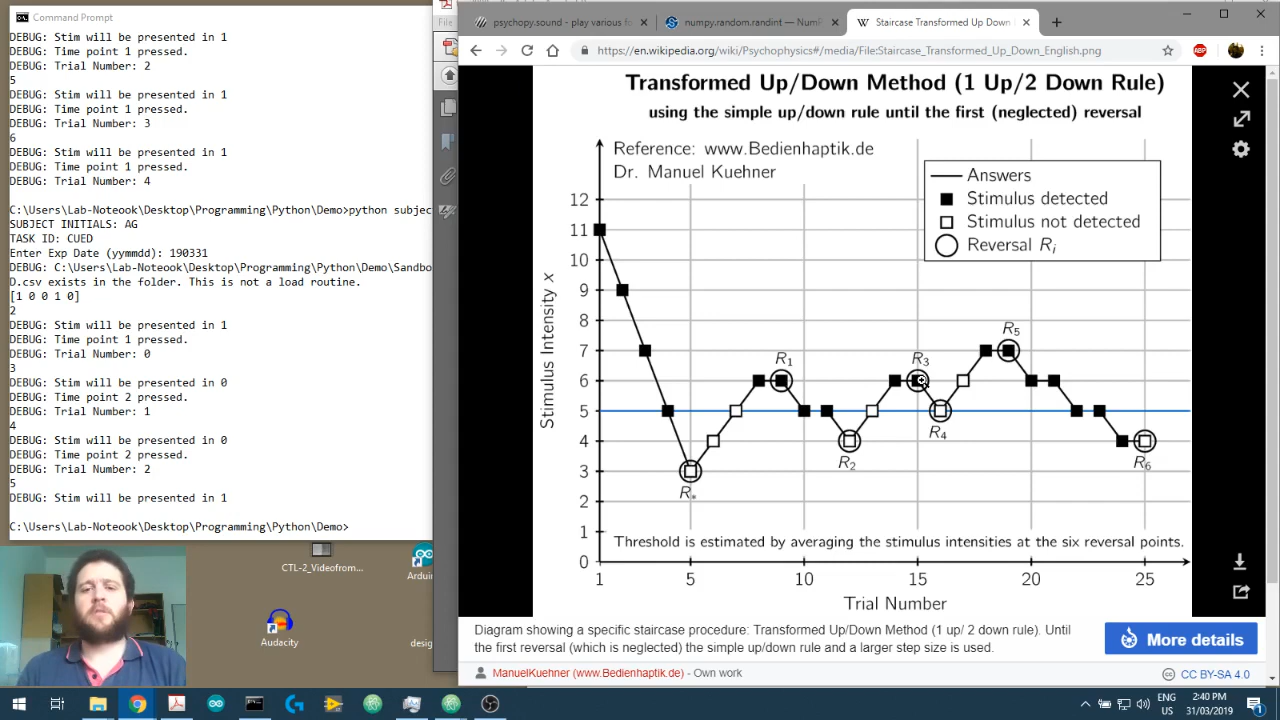 Command Prompt
DEBUG: Stim will be presented in 1
DEBUG: Time point 1 pressed.
DEBUG: Trial Number: 2
5
DEBUG: Stim will be presented in 1
DEBUG: Time point 1 pressed.
DEBUG: Trial Number: 3
6
DEBUG: Stim will be presented in 1
DEBUG: Time point 1 pressed.
DEBUG: Trial Number: 4
C:\Users\Lab-Noteook\Desktop\Programming\Python\Demo>python subjec
SUBJECT INITIALS: AG
TASK ID: CUED
Enter Exp Date (yymmdd): 190331
DEBUG: C:\Users\Lab-Noteook\Desktop\Programming\Python\Demo\Sandbo
D.csv exists in the folder. This is not a load routine.
[1 0 0 1 0]
2
DEBUG: Stim will be presented in 1
DEBUG: Time point 1 pressed.
DEBUG: Trial Number: 0
3
DEBUG: Stim will be presented in 0
DEBUG: Time point 2 pressed.
DEBUG: Trial Number: 1
4
DEBUG: Stim will be presented in 0
DEBUG: Time point 2 pressed.
DEBUG: Trial Number: 2
5
DEBUG: Stim will be presented in 1
C:\Users\Lab-Noteook\Desktop\Programming\Python\Demo>
File
CTL-2_Videofrom...
Arduin
Audacity
desig
psychopy.sound - play various fo
numpy.random.randint — NumP
Staircase Transformed Up Down
https://en.wikipedia.org/wiki/Psychophysics#/media/File:Staircase_Transformed_Up_Down_English.png
ABP
Transformed Up/Down Method (1 Up/2 Down Rule)
using the simple up/down rule until the first (neglected) reversal
Reference: www.Bedienhaptik.de
Dr. Manuel Kuehner
Answers
Stimulus detected
Stimulus not detected
Reversal Ri
Stimulus Intensity x
12
11
10
9
8
7
6
5
4
3
2
1
0
R*
R1
R2
R3
R4
R5
R6
Threshold is estimated by averaging the stimulus intensities at the six reversal points.
1 5 10 15 20 25
Trial Number
Diagram showing a specific staircase procedure: Transformed Up/Down Method (1 up/ 2 down rule). Until
the first reversal (which is neglected) the simple up/down rule and a larger step size is used.
More details
ManuelKuehner (www.Bedienhaptik.de) - Own work
CC BY-SA 4.0
ENG
US
2:40 PM
31/03/2019
1